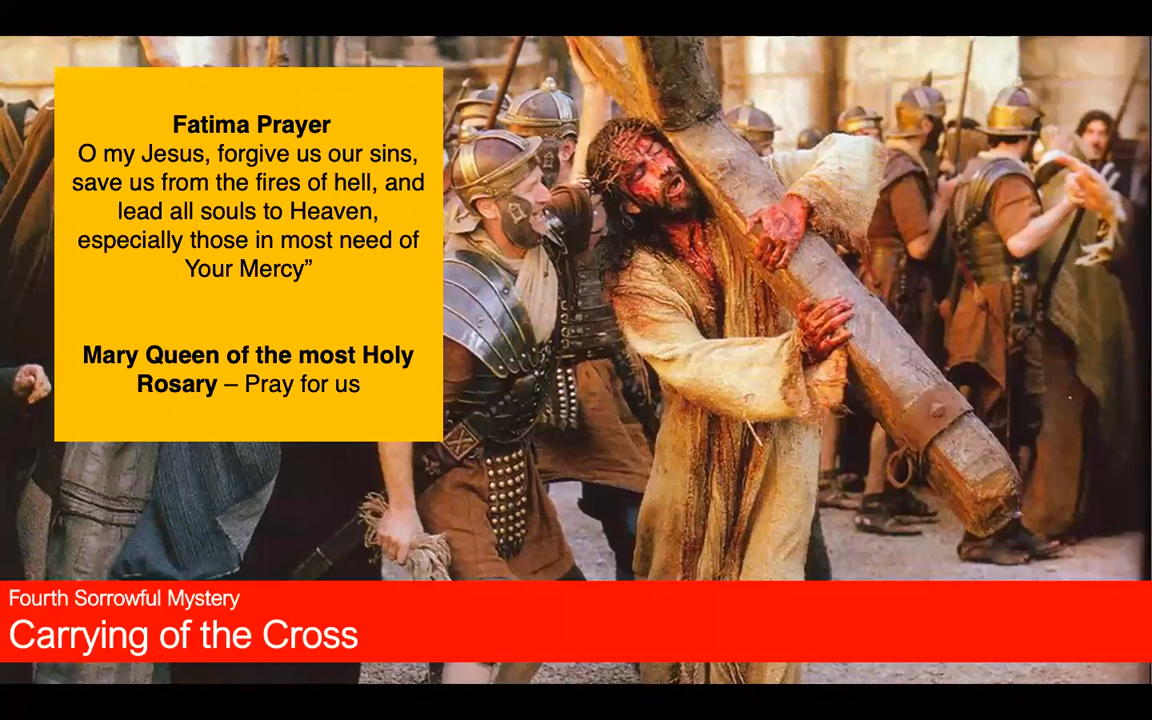 Fatima Prayer
O my Jesus, forgive us our sins,
save us from the fires of hell, and
lead all souls to Heaven,
especially those in most need of
Your Mercy”
Mary Queen of the most Holy
Rosary – Pray for us
Fourth Sorrowful Mystery
Carrying of the Cross